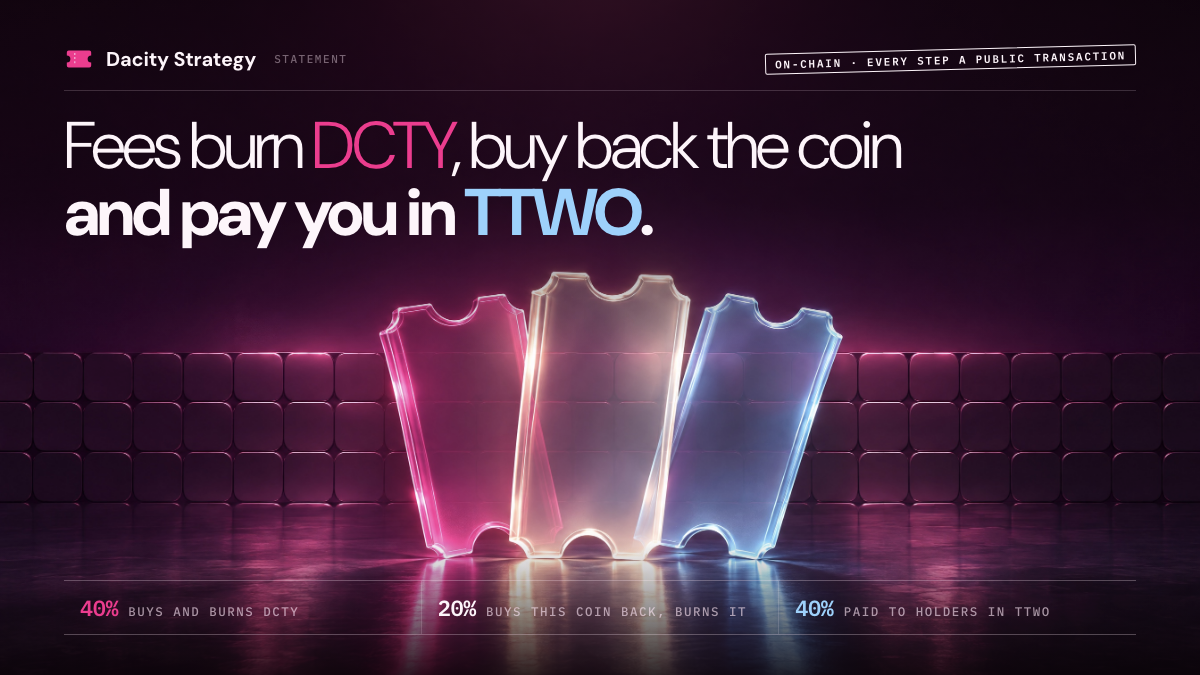 Dacity Strategy STATEMENT
ON-CHAIN · EVERY STEP A PUBLIC TRANSACTION
Fees burn DCTY, buy back the coin
and pay you in TTWO.
40% BUYS AND BURNS DCTY
20% BUYS THIS COIN BACK, BURNS IT
40% PAID TO HOLDERS IN TTWO